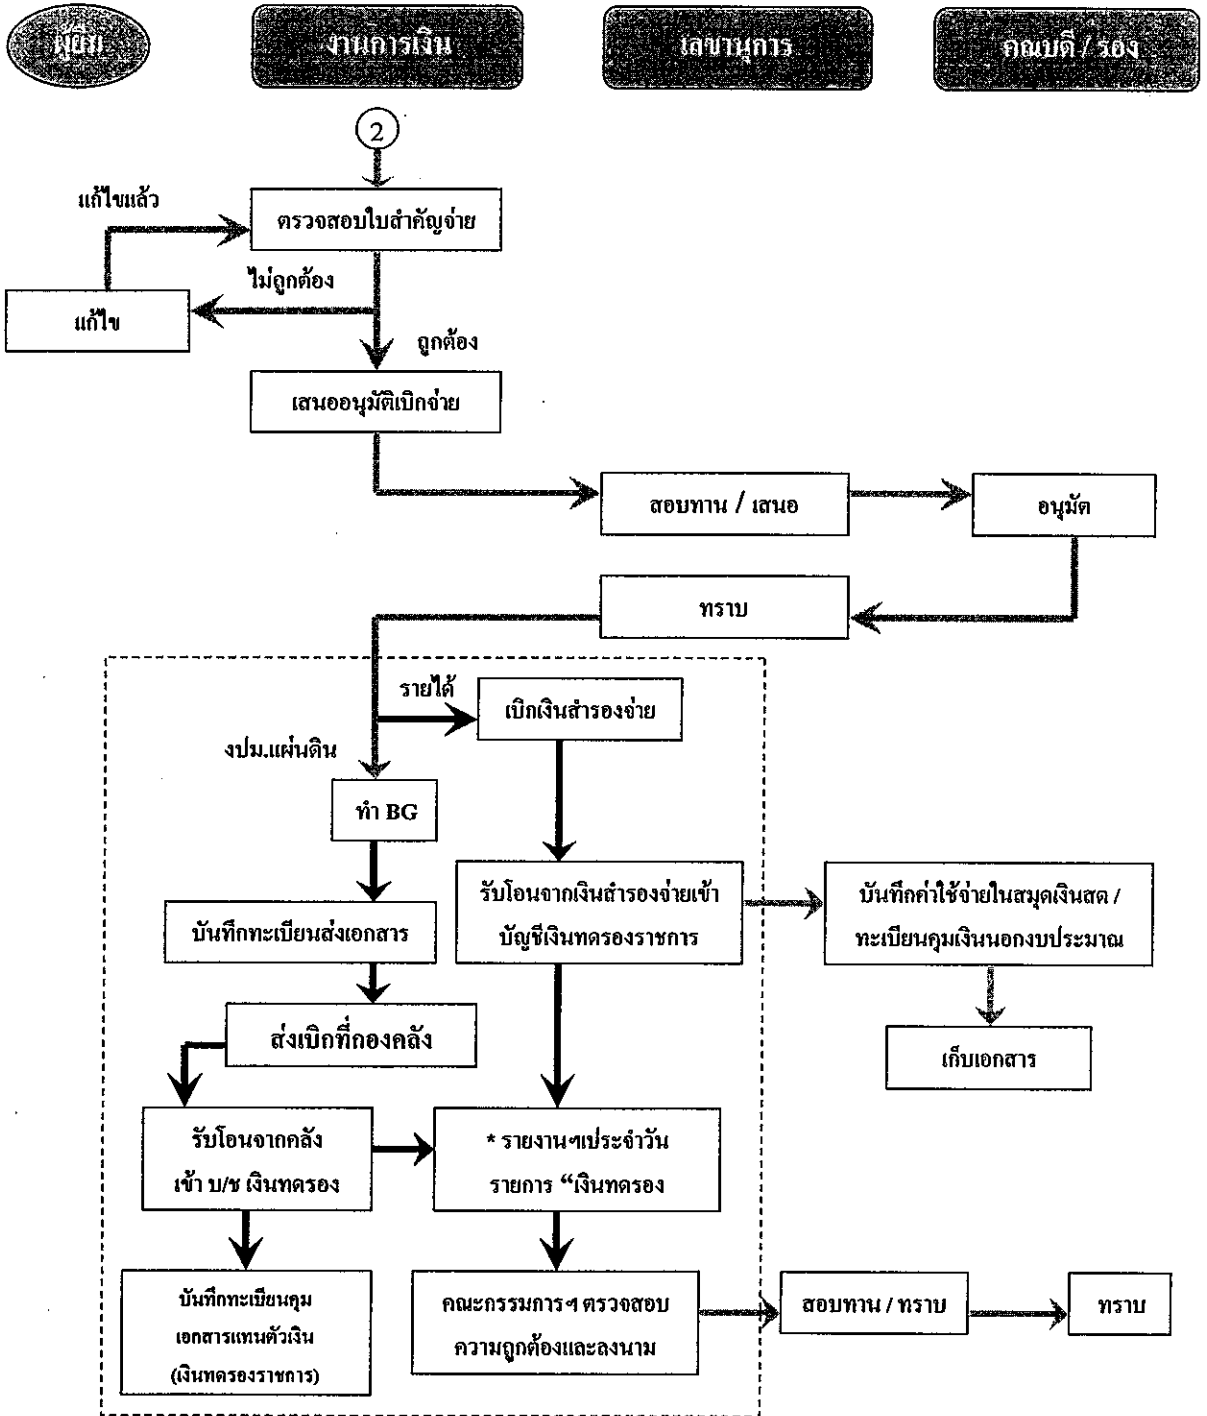 ผู้ยืม
งานการเงิน
เลขานุการ
คณบดี / รอง
2
แก้ไขแล้ว
ตรวจสอบใบสำคัญจ่าย
ไม่ถูกต้อง
แก้ไข
ถูกต้อง
เสนออนุมัติเบิกจ่าย
สอบทาน / เสนอ
อนุมัต
ทราบ
รายได้
เบิกเงินสำรองจ่าย
งปม.แผ่นดิน
ทำ BG
รับโอนจากเงินสำรองจ่ายเข้า
บัญชีเงินทดรองราชการ
บันทึกค่าใช้จ่ายในสมุดเงินสด /
ทะเบียนคุมเงินนอกงบประมาณ
บันทึกทะเบียนส่งเอกสาร
ส่งเบิกที่กองคลัง
เก็บเอกสาร
รับโอนจากคลัง
เข้า บ/ช เงินทดรอง
* รายงานฯเประจำวัน
รายการ “เงินทดรอง
บันทึกทะเบียนคุม
เอกสารแทนตัวเงิน
(เงินทดรองราชการ)
คณะกรรมการฯ ตรวจสอบ
ความถูกต้องและลงนาม
สอบทาน / ทราบ
ทราบ